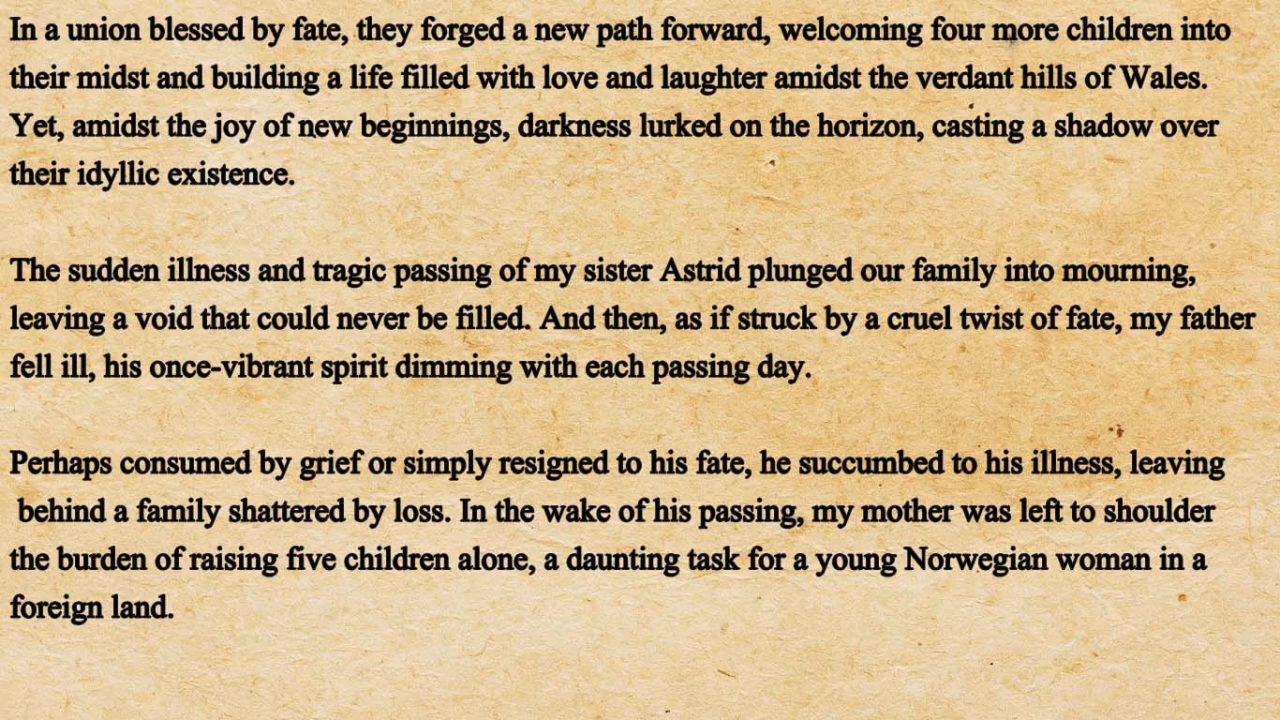 In a union blessed by fate, they forged a new path forward, welcoming four more children into
their midst and building a life filled with love and laughter amidst the verdant hills of Wales.
Yet, amidst the joy of new beginnings, darkness lurked on the horizon, casting a shadow over
their idyllic existence.

The sudden illness and tragic passing of my sister Astrid plunged our family into mourning,
leaving a void that could never be filled. And then, as if struck by a cruel twist of fate, my father
fell ill, his once-vibrant spirit dimming with each passing day.

Perhaps consumed by grief or simply resigned to his fate, he succumbed to his illness, leaving
behind a family shattered by loss. In the wake of his passing, my mother was left to shoulder
the burden of raising five children alone, a daunting task for a young Norwegian woman in a
foreign land.